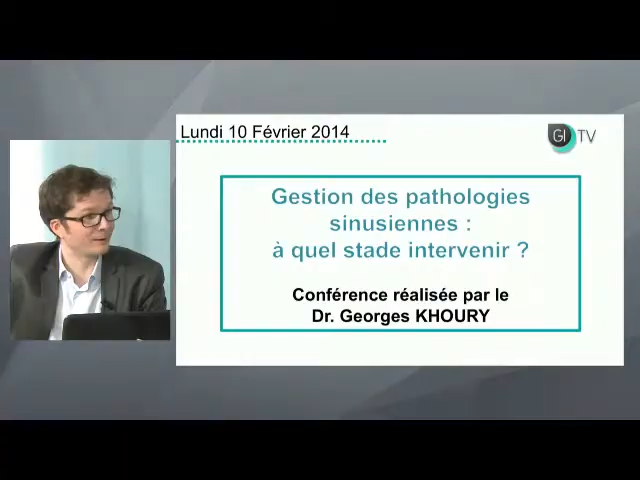 Lundi 10 Février 2014
GI TV
Gestion des pathologies
sinusiennes :
à quel stade intervenir ?
Conférence réalisée par le
Dr. Georges KHOURY